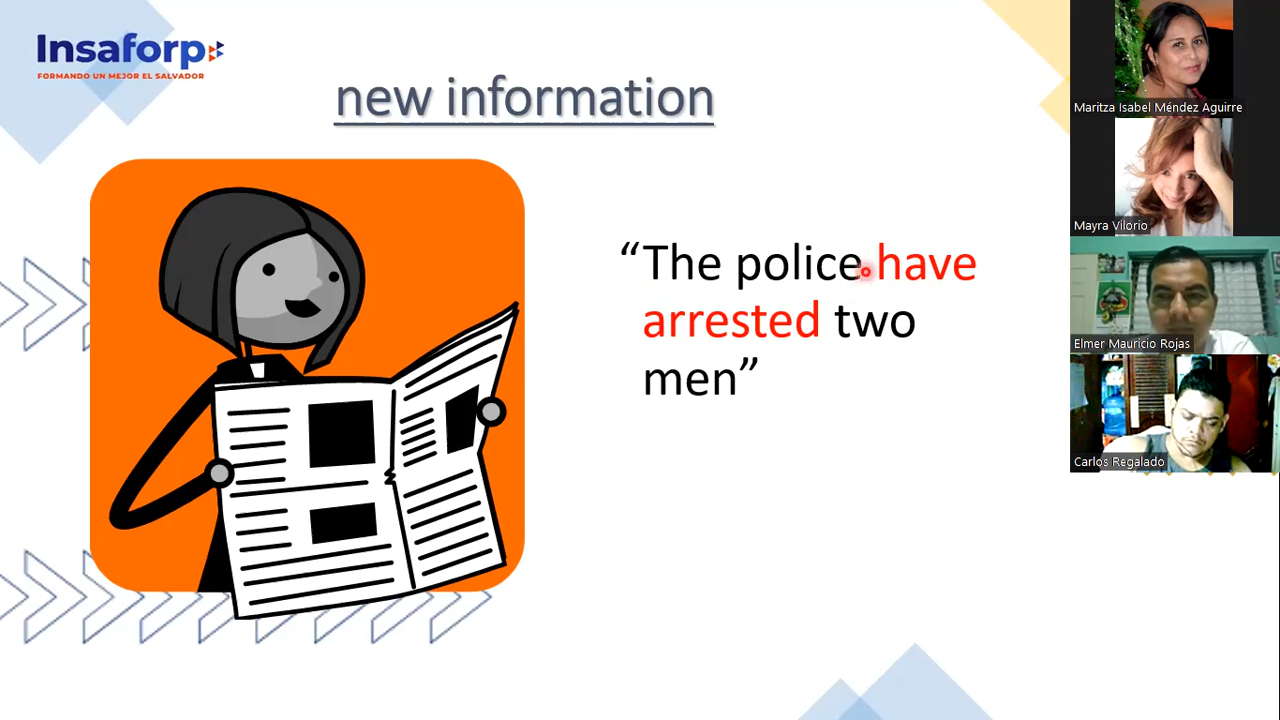 Insaforp
FORMANDO UN MEJOR EL SALVADOR
new information
“The police have
arrested two
men”
Maritza Isabel Méndez Aguirre
Mayra Vilorio
Elmer Mauricio Rojas
Carlos Regalado